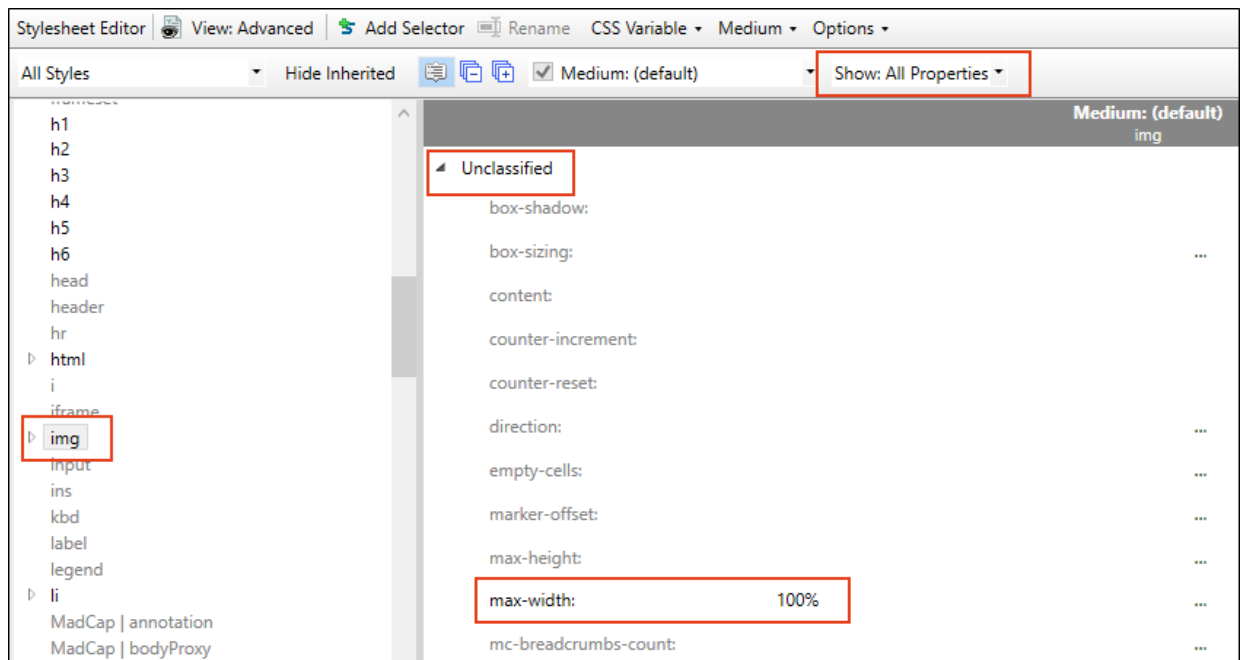 Stylesheet Editor View: Advanced Add Selector Rename CSS Variable Medium Options
All Styles Hide Inherited Medium: (default) Show: All Properties
frameset
h1
h2
h3
h4
h5
h6
head
header
hr
html
i
iframe
img
input
ins
kbd
label
legend
li
MadCap | annotation
MadCap | bodyProxy
Medium: (default)
img
Unclassified
box-shadow:
box-sizing: ...
content:
counter-increment:
counter-reset:
direction: ...
empty-cells: ...
marker-offset: ...
max-height: ...
max-width: 100% ...
mc-breadcrumbs-count: ...